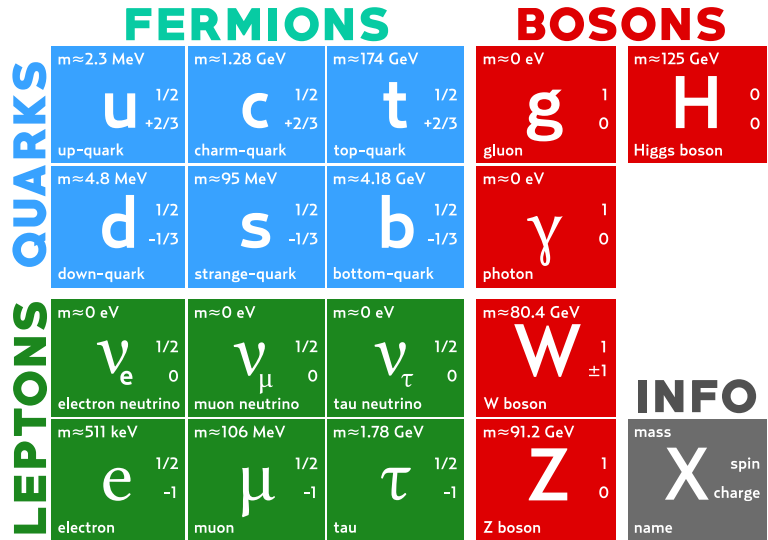 FERMIONS
BOSONS
QUARKS
m≈2.3 MeV
u
1/2
+2/3
up-quark
m≈1.28 GeV
c
1/2
+2/3
charm-quark
m≈174 GeV
t
1/2
+2/3
top-quark
m≈0 eV
g
1
0
gluon
m≈125 GeV
H
0
0
Higgs boson
m≈4.8 MeV
d
1/2
-1/3
down-quark
m≈95 MeV
s
1/2
-1/3
strange-quark
m≈4.18 GeV
b
1/2
-1/3
bottom-quark
m≈0 eV
γ
1
0
photon
LEPTONS
m≈0 eV
νe
1/2
0
electron neutrino
m≈0 eV
νμ
1/2
0
muon neutrino
m≈0 eV
ντ
1/2
0
tau neutrino
m≈80.4 GeV
W
1
±1
W boson
m≈511 keV
e
1/2
-1
electron
m≈106 MeV
μ
1/2
-1
muon
m≈1.78 GeV
τ
1/2
-1
tau
m≈91.2 GeV
Z
1
0
Z boson
INFO
mass
X
spin
charge
name